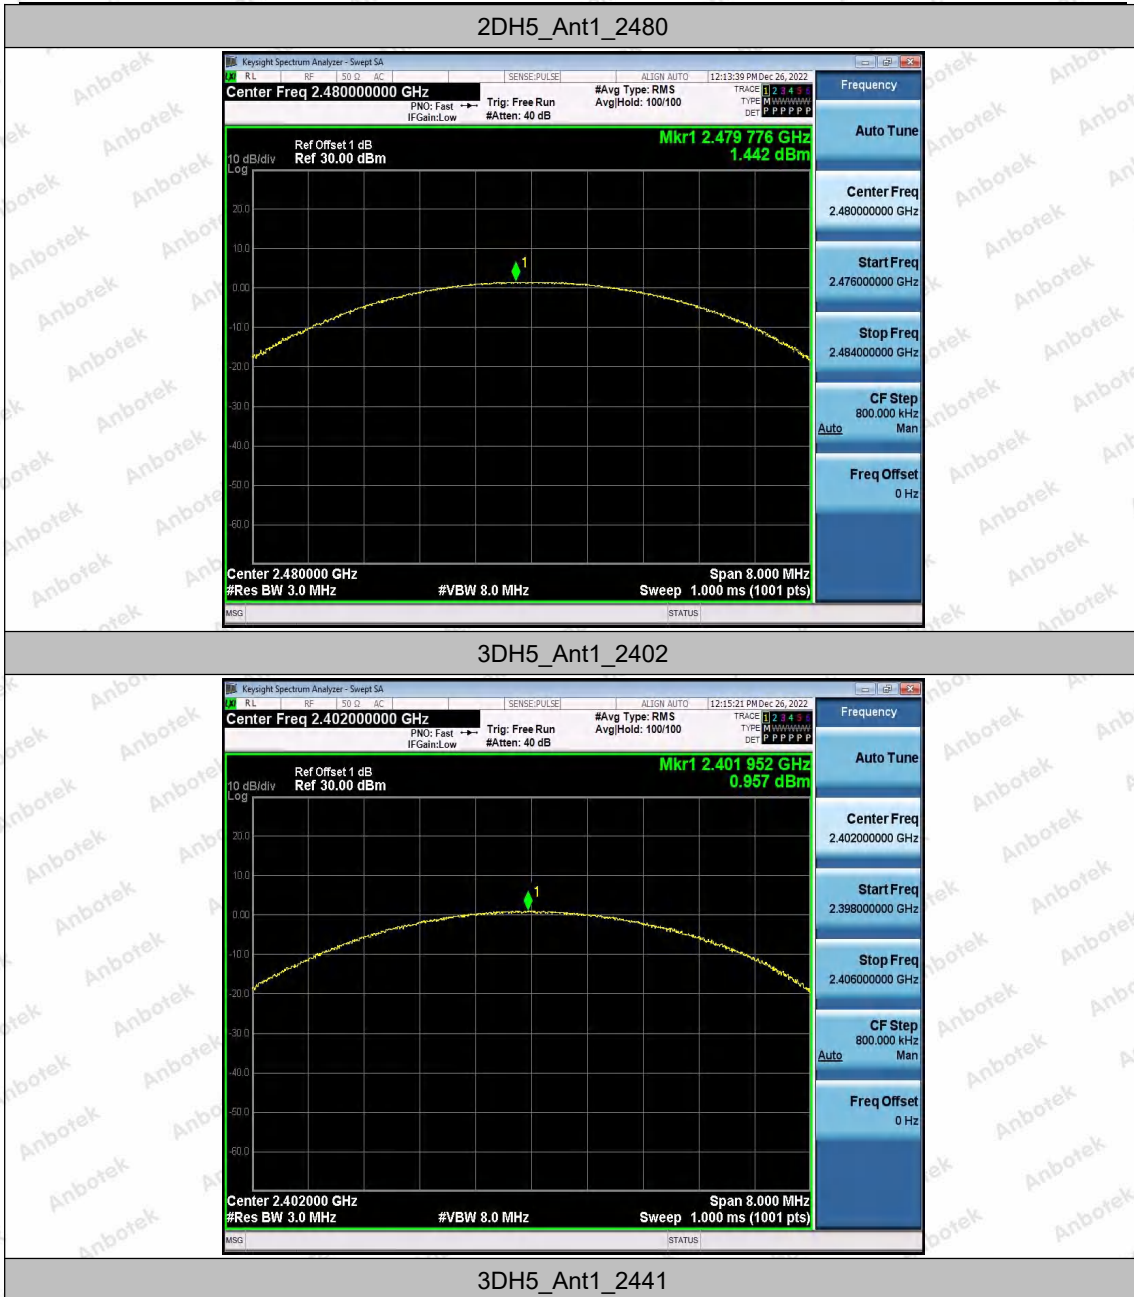 2DH5_Ant1_2480
Keysight Spectrum Analyzer - Swept SA
RL RF 50 Ω AC SENSE:PULSE ALIGN AUTO 12:13:39 PM Dec 26, 2022
Center Freq 2.480000000 GHz
PNO: Fast
IFGain:Low
Trig: Free Run
#Atten: 40 dB
#Avg Type: RMS
Avg|Hold: 100/100
TRACE 1 2 3 4 5 6
TYPE M WWWWW
DET P P P P P P
Mkr1 2.479 776 GHz
1.442 dBm
Ref Offset 1 dB
10 dB/div Ref 30.00 dBm
Log
20.0
10.0
0.00
-10.0
-20.0
-30.0
-40.0
-50.0
-60.0
1
Center 2.480000 GHz Span 8.000 MHz
#Res BW 3.0 MHz #VBW 8.0 MHz Sweep 1.000 ms (1001 pts)
MSG STATUS
Frequency
Auto Tune
Center Freq
2.480000000 GHz
Start Freq
2.476000000 GHz
Stop Freq
2.484000000 GHz
CF Step
800.000 kHz
Auto Man
Freq Offset
0 Hz
3DH5_Ant1_2402
Keysight Spectrum Analyzer - Swept SA
RL RF 50 Ω AC SENSE:PULSE ALIGN AUTO 12:15:21 PM Dec 26, 2022
Center Freq 2.402000000 GHz
PNO: Fast
IFGain:Low
Trig: Free Run
#Atten: 40 dB
#Avg Type: RMS
Avg|Hold: 100/100
TRACE 1 2 3 4 5 6
TYPE M WWWWW
DET P P P P P P
Mkr1 2.401 952 GHz
0.957 dBm
Ref Offset 1 dB
10 dB/div Ref 30.00 dBm
Log
20.0
10.0
0.00
-10.0
-20.0
-30.0
-40.0
-50.0
-60.0
1
Center 2.402000 GHz Span 8.000 MHz
#Res BW 3.0 MHz #VBW 8.0 MHz Sweep 1.000 ms (1001 pts)
MSG STATUS
Frequency
Auto Tune
Center Freq
2.402000000 GHz
Start Freq
2.398000000 GHz
Stop Freq
2.406000000 GHz
CF Step
800.000 kHz
Auto Man
Freq Offset
0 Hz
3DH5_Ant1_2441